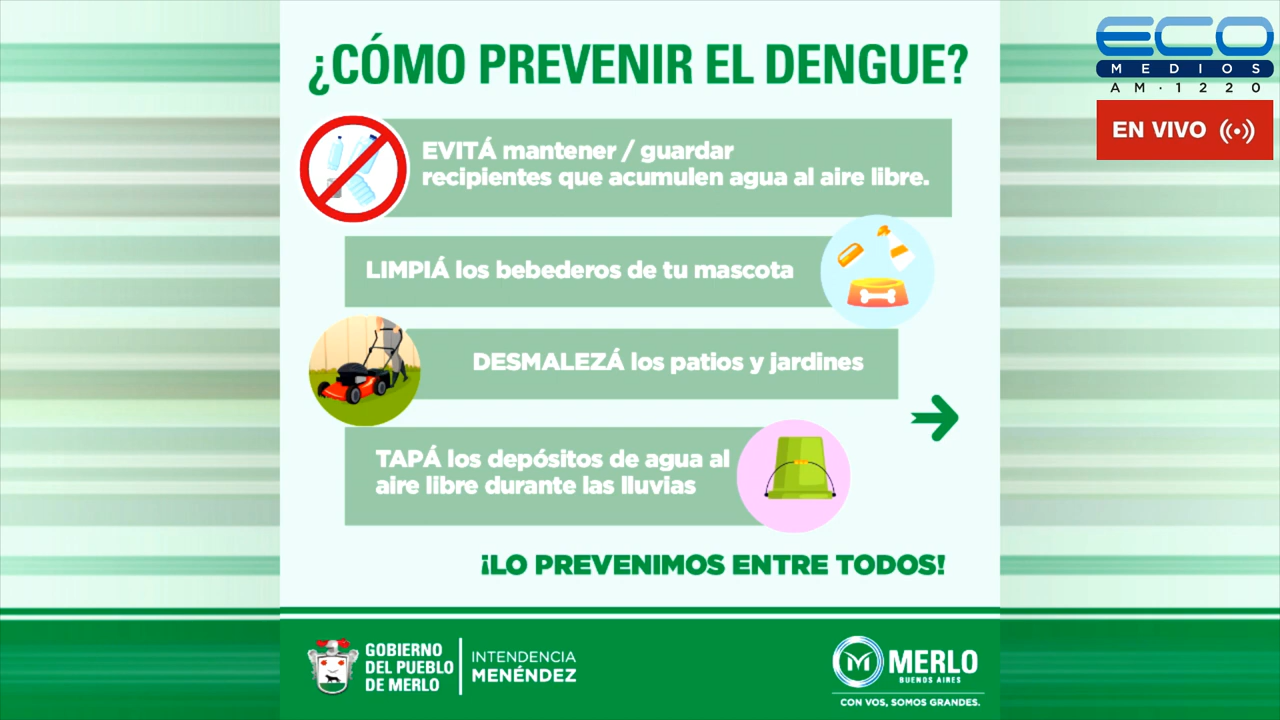 ¿CÓMO PREVENIR EL DENGUE?
ECO
MEDIOS
AM·1220
EN VIVO
EVITÁ mantener / guardar
recipientes que acumulen agua al aire libre.
LIMPIÁ los bebederos de tu mascota
DESMALEZÁ los patios y jardines
TAPÁ los depósitos de agua al
aire libre durante las lluvias
¡LO PREVENIMOS ENTRE TODOS!
GOBIERNO
DEL PUEBLO
DE MERLO
INTENDENCIA
MENÉNDEZ
MERLO
BUENOS AIRES
CON VOS, SOMOS GRANDES.